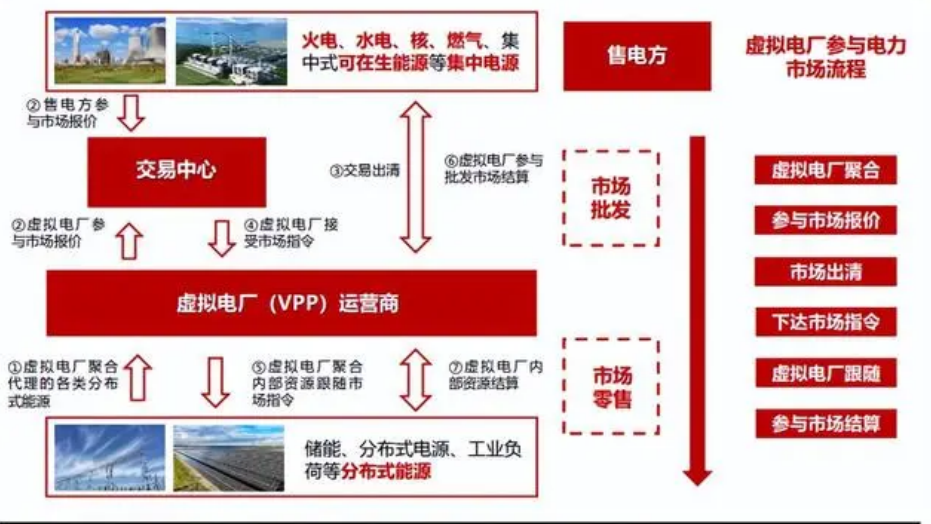 火电、水电、核、燃气、集
中式可在生能源等集中电源
售电方
虚拟电厂参与电力
市场流程
②售电方参
与市场报价
交易中心
③交易出清
⑥虚拟电厂参与
批发市场结算
市场
批发
虚拟电厂聚合
参与市场报价
市场出清
下达市场指令
虚拟电厂跟随
参与市场结算
②虚拟电厂参
与市场报价
④虚拟电厂接
受市场指令
虚拟电厂（VPP）运营商
①虚拟电厂聚合
代理的各类分布
式能源
⑤虚拟电厂聚合
内部资源跟随市
场指令
⑦虚拟电厂内
部资源结算
市场
零售
储能、分布式电源、工业负
荷等分布式能源